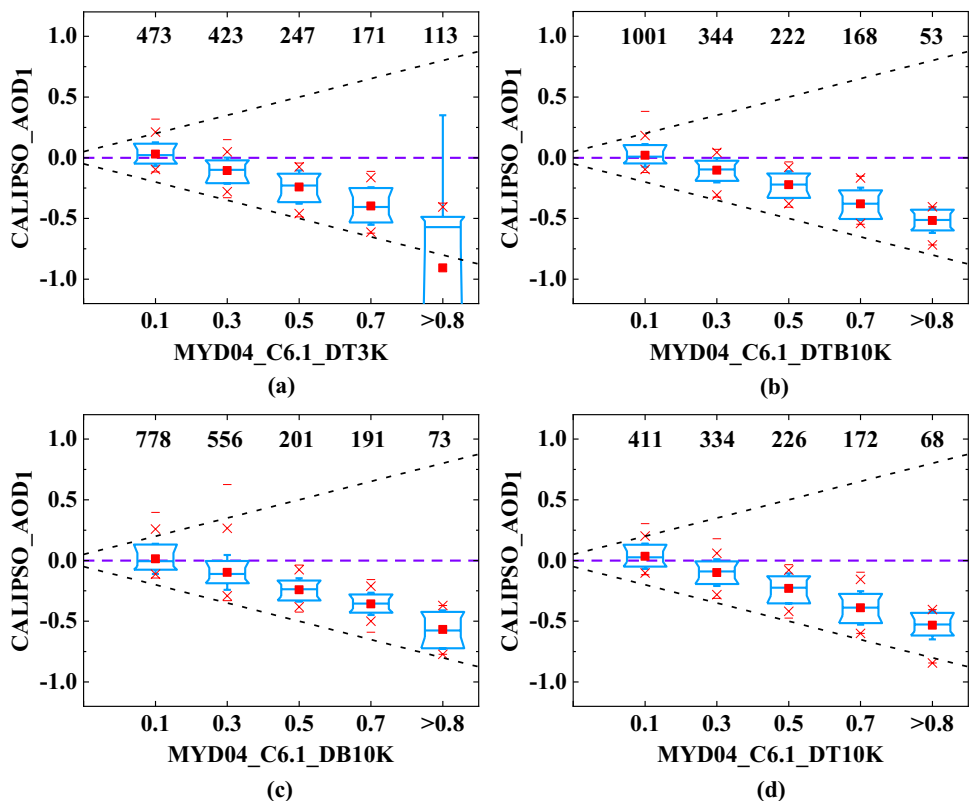 473 423 247 171 113
1.0
0.5
0.0
-0.5
-1.0
CALIPSO_AOD1
0.1 0.3 0.5 0.7 >0.8
MYD04_C6.1_DT3K
(a)
1001 344 222 168 53
1.0
0.5
0.0
-0.5
-1.0
CALIPSO_AOD1
0.1 0.3 0.5 0.7 >0.8
MYD04_C6.1_DTB10K
(b)
778 556 201 191 73
1.0
0.5
0.0
-0.5
-1.0
CALIPSO_AOD1
0.1 0.3 0.5 0.7 >0.8
MYD04_C6.1_DB10K
(c)
411 334 226 172 68
1.0
0.5
0.0
-0.5
-1.0
CALIPSO_AOD1
0.1 0.3 0.5 0.7 >0.8
MYD04_C6.1_DT10K
(d)